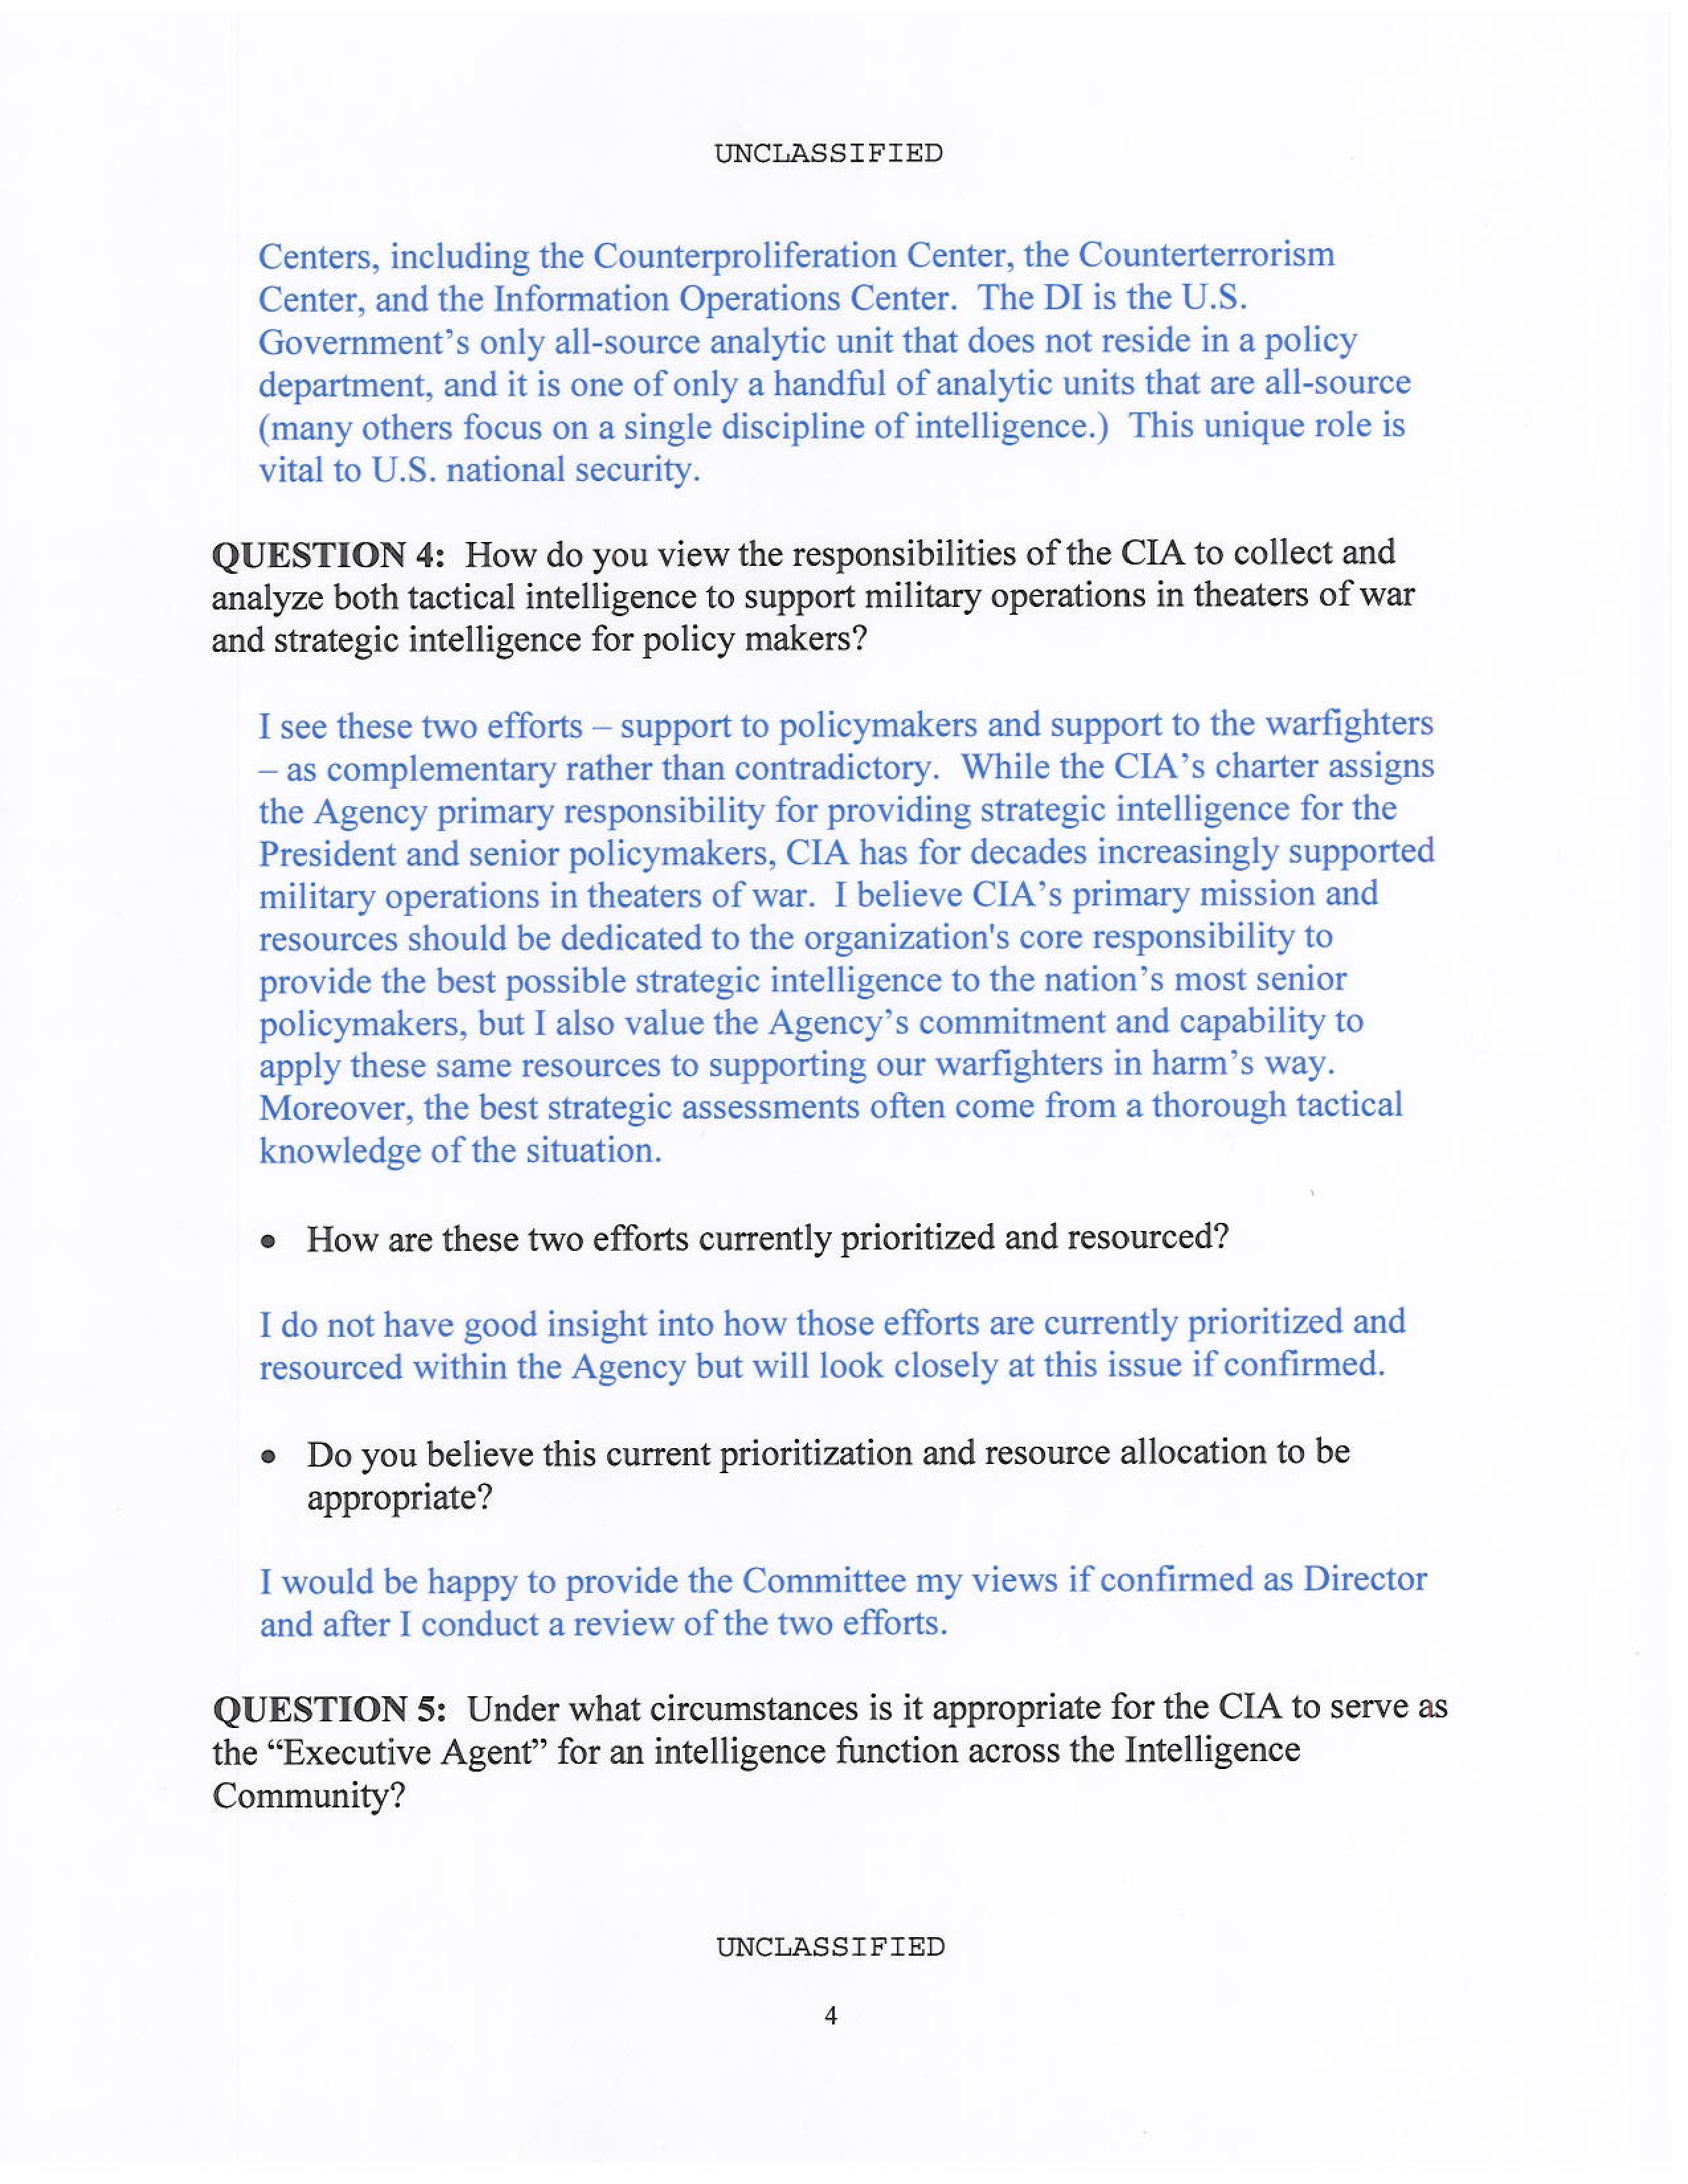 UNCLASSIFIED
Centers, including the Counterproliferation Center, the Counterterrorism
Center, and the Information Operations Center.  The DI is the U.S.
Government's only all-source analytic unit that does not reside in a policy
department, and it is one of only a handful of analytic units that are all-source
(many others focus on a single discipline of intelligence.)  This unique role is
vital to U.S. national security.
QUESTION 4:  How do you view the responsibilities of the CIA to collect and
analyze both tactical intelligence to support military operations in theaters of war
and strategic intelligence for policy makers?
I see these two efforts – support to policymakers and support to the warfighters
– as complementary rather than contradictory.  While the CIA's charter assigns
the Agency primary responsibility for providing strategic intelligence for the
President and senior policymakers, CIA has for decades increasingly supported
military operations in theaters of war.  I believe CIA's primary mission and
resources should be dedicated to the organization's core responsibility to
provide the best possible strategic intelligence to the nation's most senior
policymakers, but I also value the Agency's commitment and capability to
apply these same resources to supporting our warfighters in harm's way.
Moreover, the best strategic assessments often come from a thorough tactical
knowledge of the situation.
• How are these two efforts currently prioritized and resourced?
I do not have good insight into how those efforts are currently prioritized and
resourced within the Agency but will look closely at this issue if confirmed.
• Do you believe this current prioritization and resource allocation to be
appropriate?
I would be happy to provide the Committee my views if confirmed as Director
and after I conduct a review of the two efforts.
QUESTION 5:  Under what circumstances is it appropriate for the CIA to serve as
the “Executive Agent” for an intelligence function across the Intelligence
Community?
UNCLASSIFIED
4